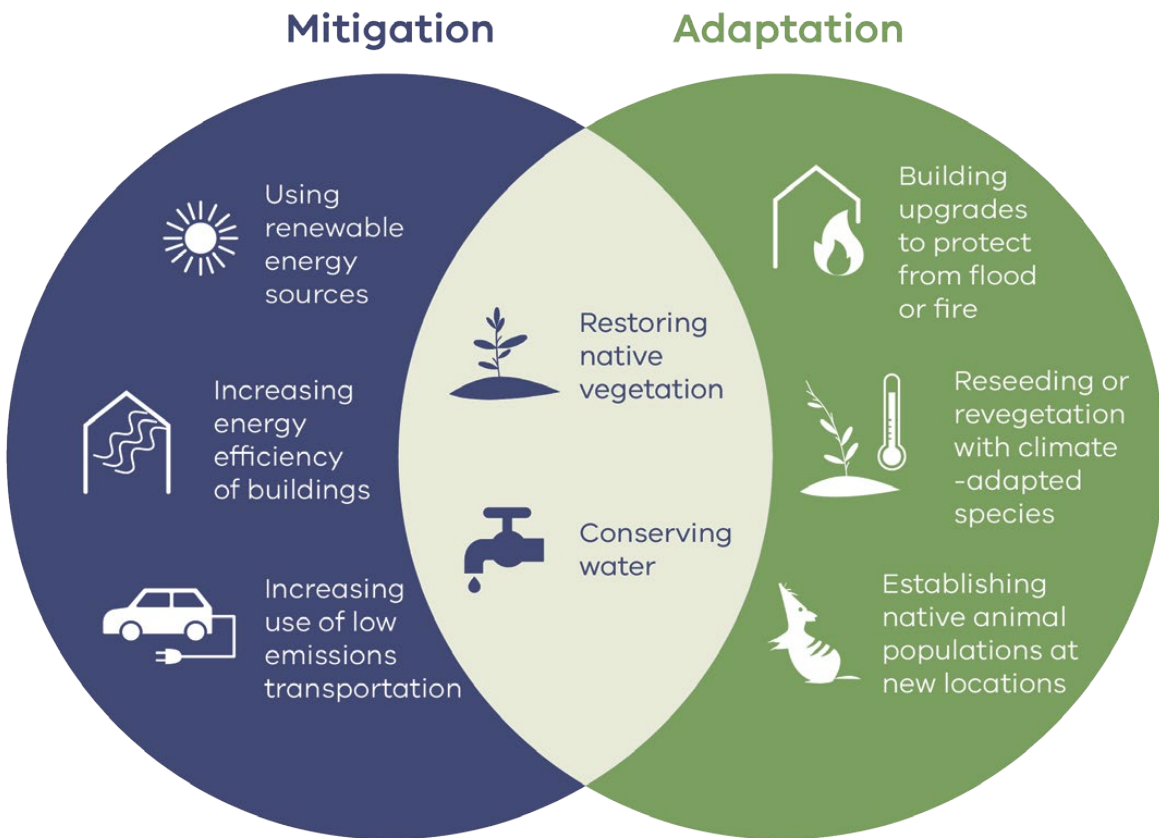 Mitigation
Adaptation
Using
renewable
energy
sources
Increasing
energy
efficiency
of buildings
Increasing
use of low
emissions
transportation
Restoring
native
vegetation
Conserving
water
Building
upgrades
to protect
from flood
or fire
Reseeding or
revegetation
with climate
-adapted
species
Establishing
native animal
populations at
new locations